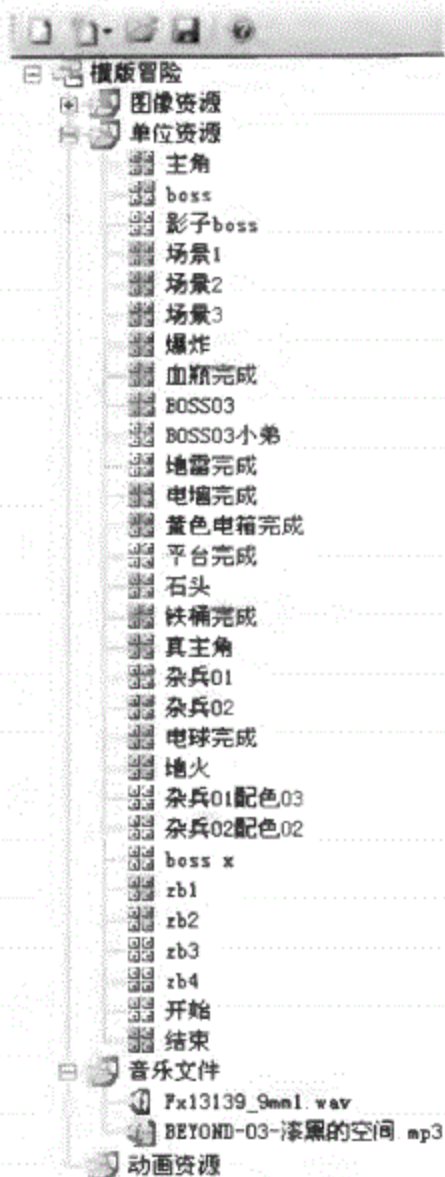 横版冒险
图像资源
单位资源
主角
boss
影子boss
场景1
场景2
场景3
爆炸
血瓶完成
BOSS03
BOSS03小弟
地雷完成
电墙完成
黄色电箱完成
平台完成
石头
铁桶完成
真主角
杂兵01
杂兵02
电球完成
地火
杂兵01配色03
杂兵02配色02
boss x
zb1
zb2
zb3
zb4
开始
结束
音乐文件
Fx13139_9mm1.wav
BEYOND-03-漆黑的空间.mp3
动画资源